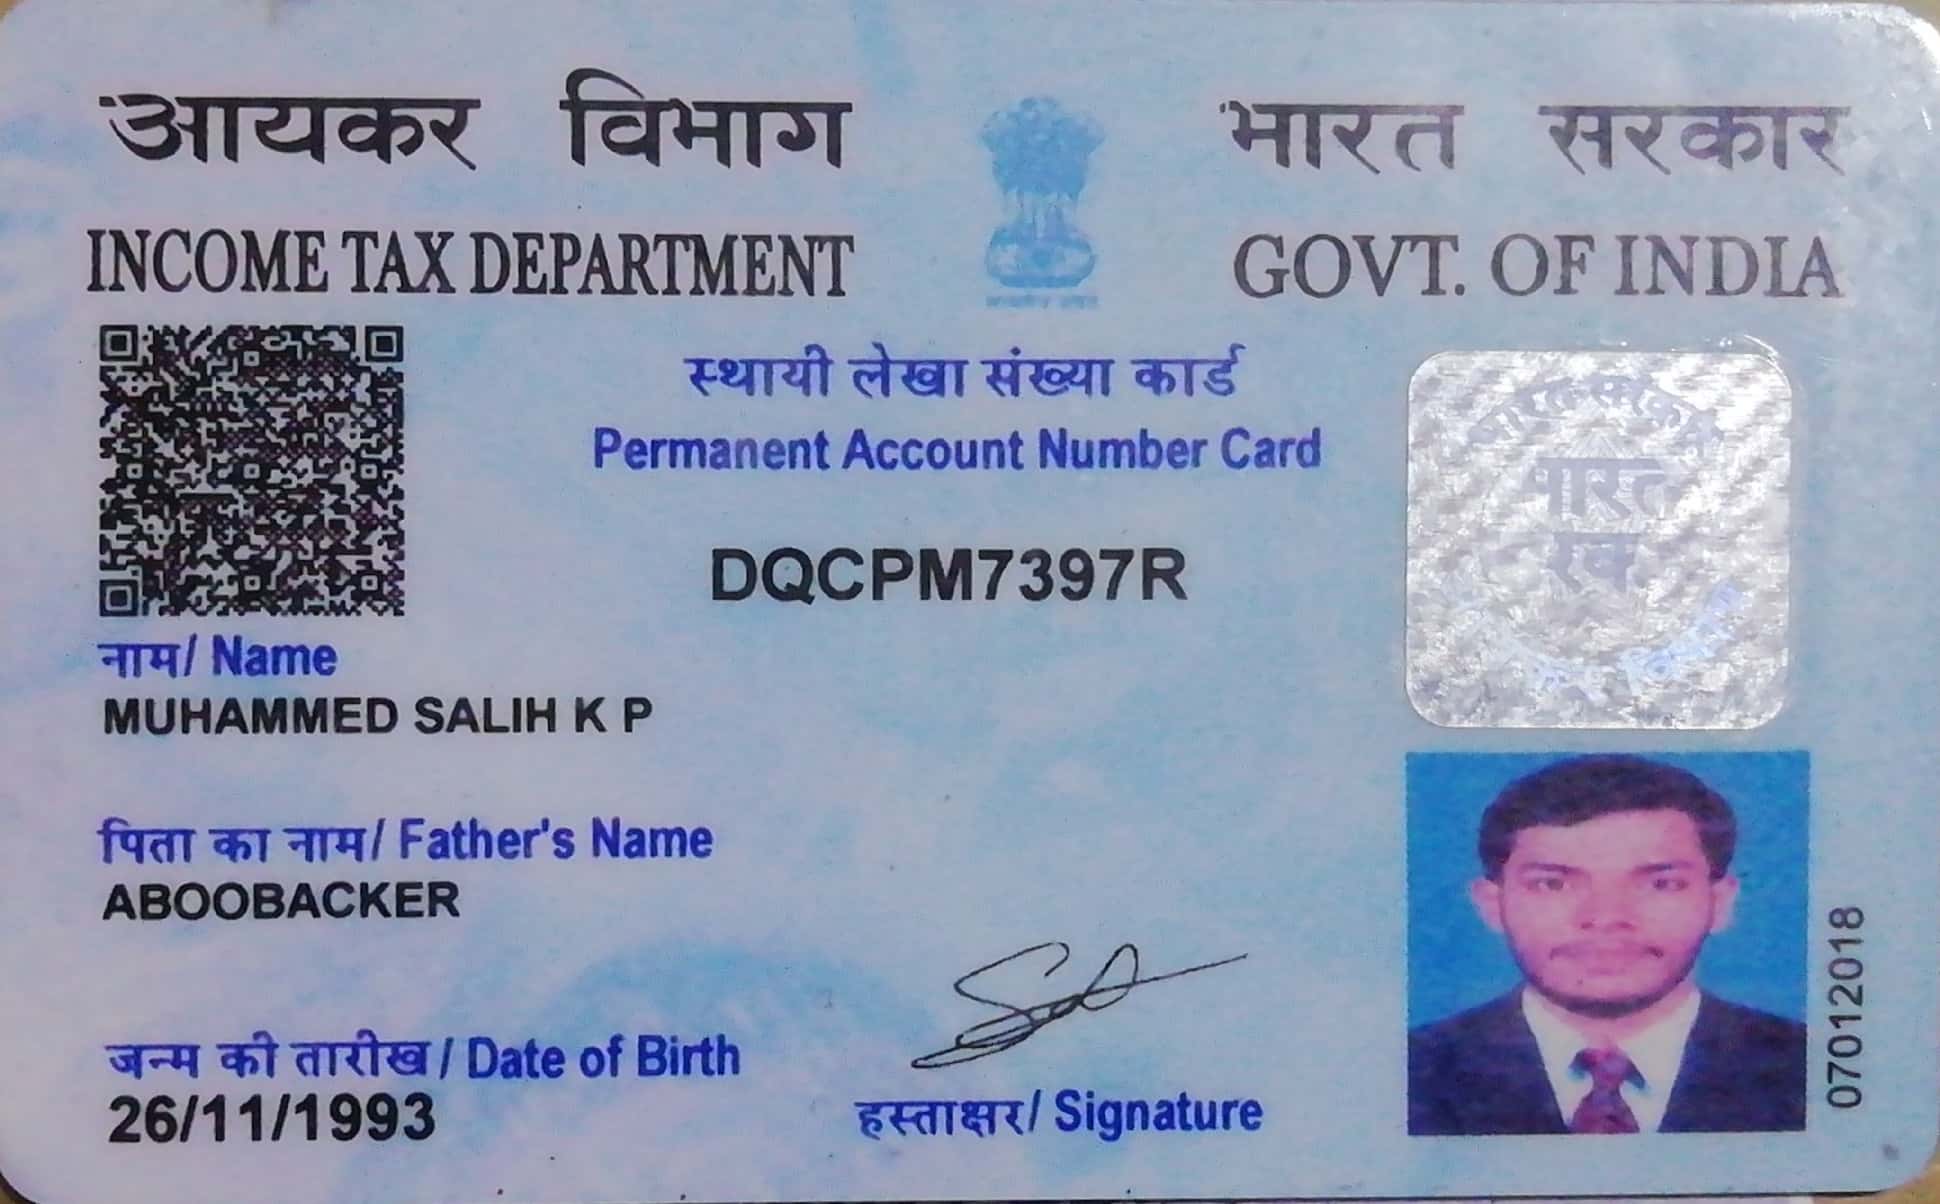 आयकर विभाग
INCOME TAX DEPARTMENT
भारत सरकार
GOVT. OF INDIA
स्थायी लेखा संख्या कार्ड
Permanent Account Number Card
DQCPM7397R
नाम/ Name
MUHAMMED SALIH K P
पिता का नाम/ Father's Name
ABOOBACKER
जन्म की तारीख / Date of Birth
26/11/1993
हस्ताक्षर/ Signature
07012018